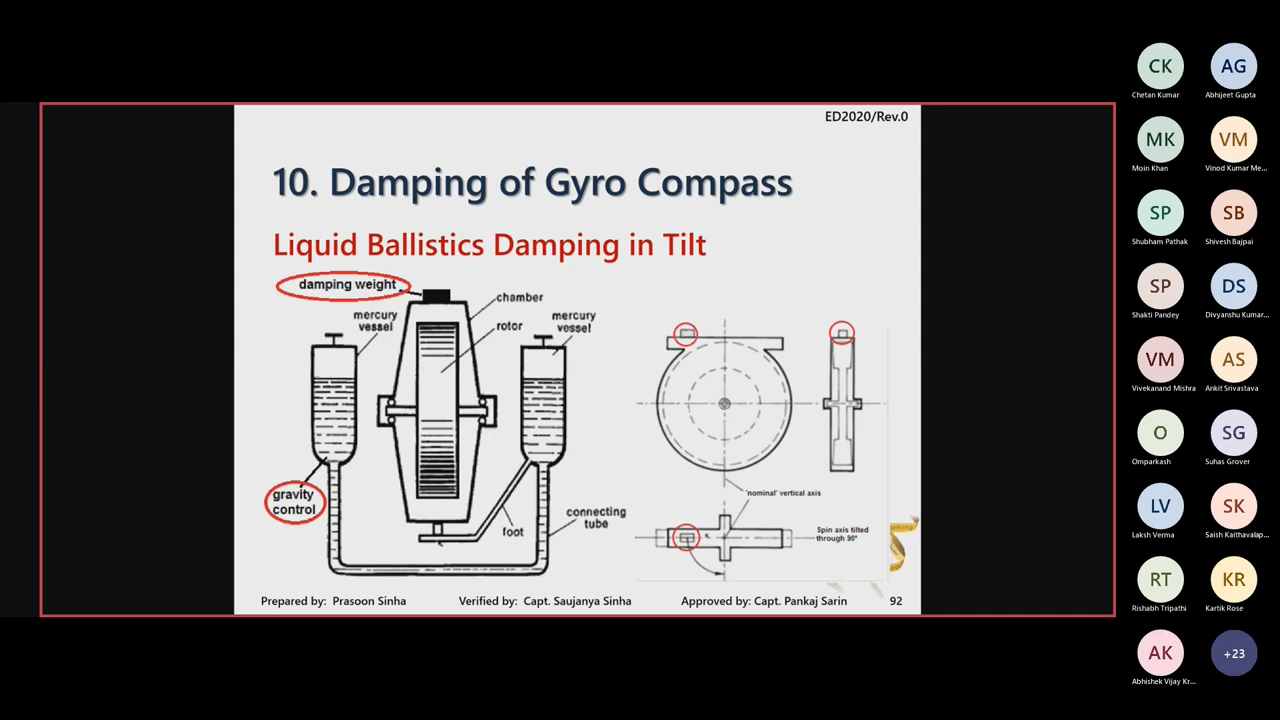 ED2020/Rev.0
10. Damping of Gyro Compass
Liquid Ballistics Damping in Tilt
damping weight
mercury
vessel
chamber
rotor
mercury
vessel
gravity
control
foot
connecting
tube
'nominal' vertical axis
Spin axis tilted
through 90°
Prepared by: Prasoon Sinha
Verified by: Capt. Saujanya Sinha
Approved by: Capt. Pankaj Sarin
92
CK
Chetan Kumar
AG
Abhijeet Gupta
MK
Moin Khan
VM
Vinod Kumar Me...
SP
Shubham Pathak
SB
Shivesh Bajpai
SP
Shakti Pandey
DS
Divyanshu Kumar...
VM
Vivekanand Mishra
AS
Ankit Srivastava
O
Omparkash
SG
Suhas Grover
LV
Laksh Verma
SK
Saish Kaithavalap...
RT
Rishabh Tripathi
KR
Kartik Rose
AK
Abhishek Vijay Kr...
+23